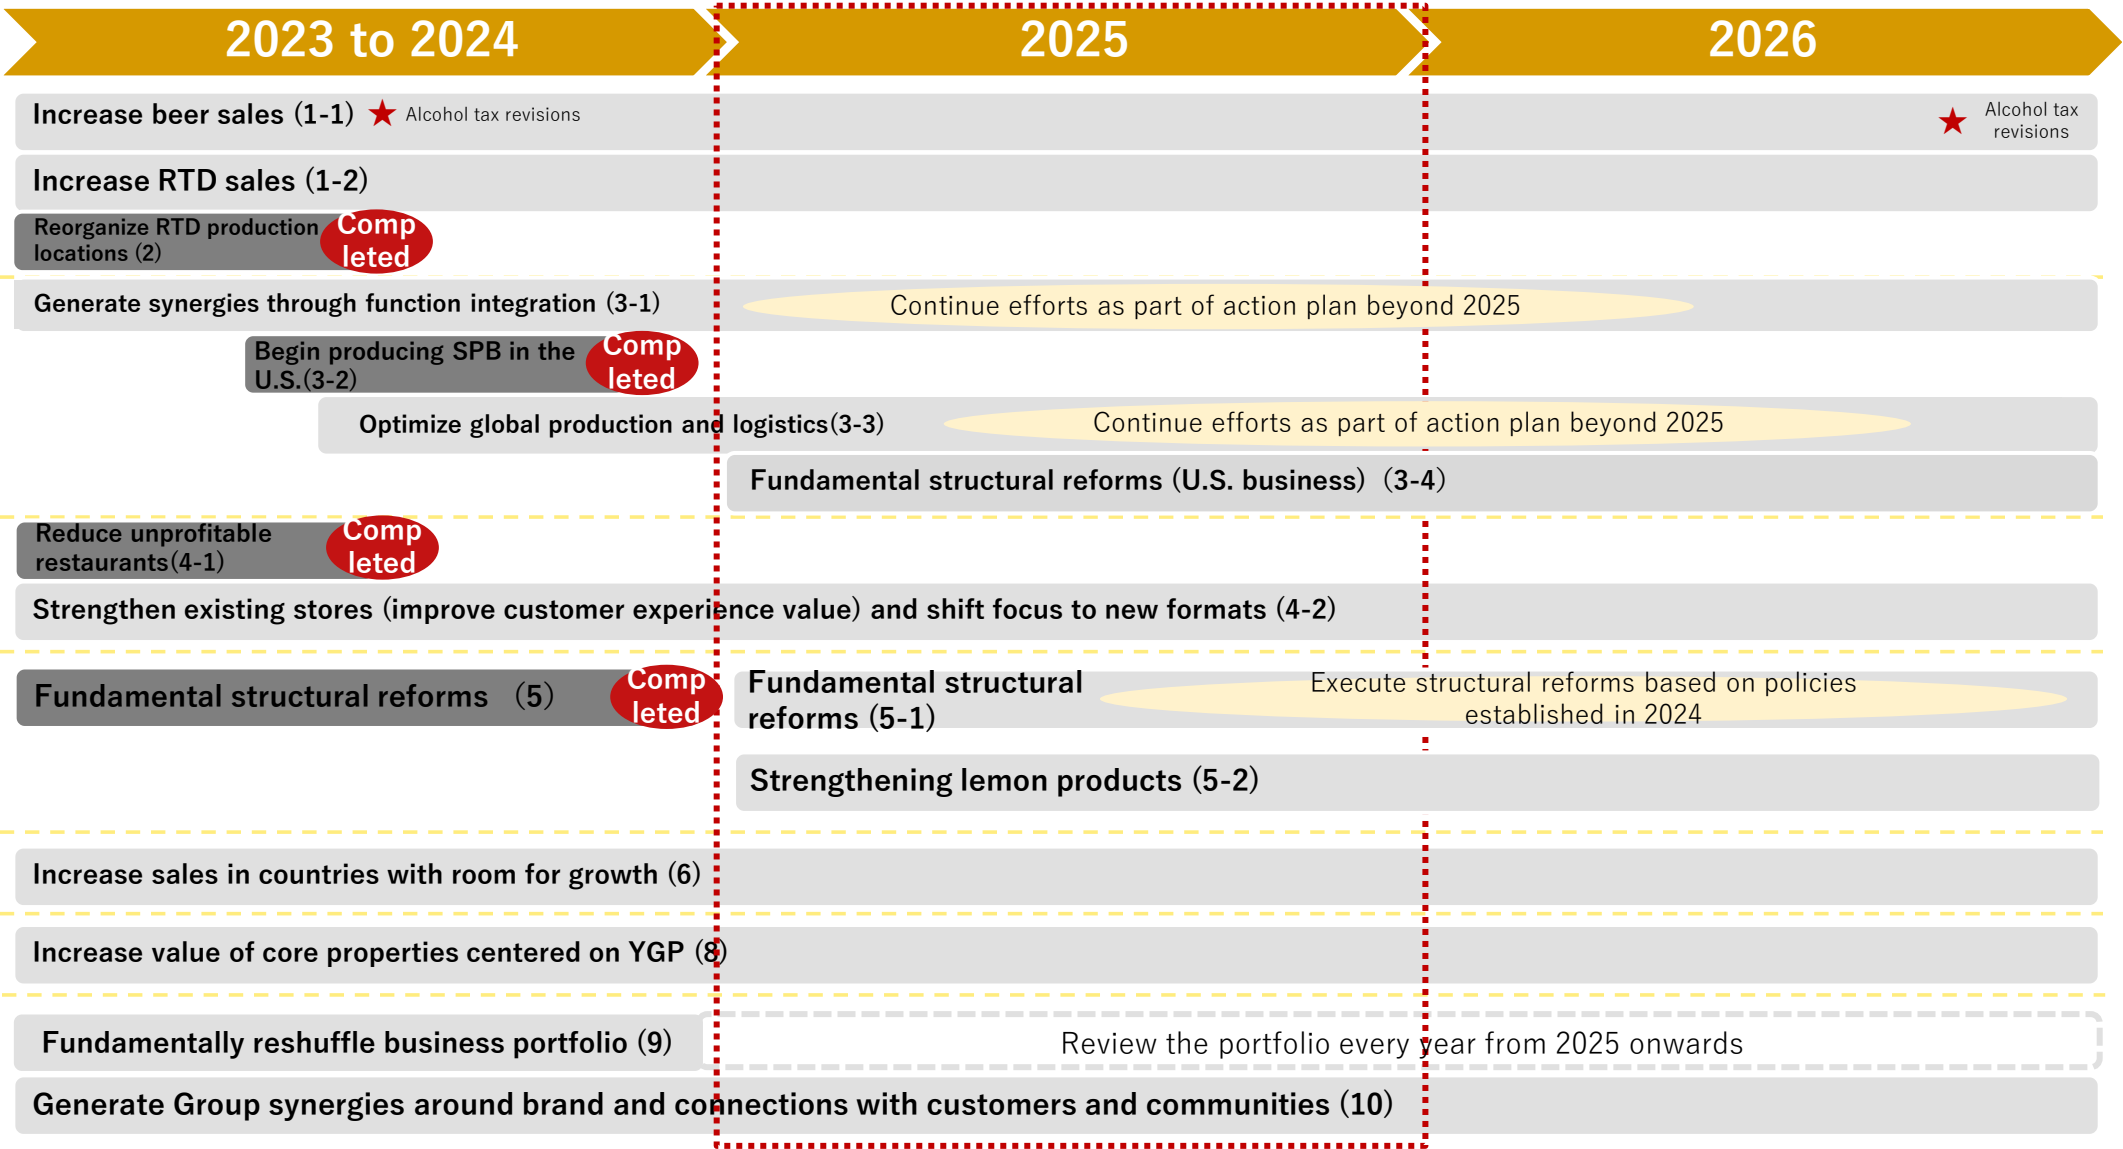 2023 to 2024
2025
2026
Increase beer sales (1-1)
Alcohol tax revisions
Alcohol tax
revisions
Increase RTD sales (1-2)
Reorganize RTD production
locations (2)
Comp
leted
Generate synergies through function integration (3-1)
Continue efforts as part of action plan beyond 2025
Begin producing SPB in the
U.S.(3-2)
Comp
leted
Optimize global production and logistics(3-3)
Continue efforts as part of action plan beyond 2025
Fundamental structural reforms (U.S. business) (3-4)
Reduce unprofitable
restaurants(4-1)
Comp
leted
Strengthen existing stores (improve customer experience value) and shift focus to new formats (4-2)
Fundamental structural reforms (5)
Comp
leted
Fundamental structural
reforms (5-1)
Execute structural reforms based on policies
established in 2024
Strengthening lemon products (5-2)
Increase sales in countries with room for growth (6)
Increase value of core properties centered on YGP (8)
Fundamentally reshuffle business portfolio (9)
Review the portfolio every year from 2025 onwards
Generate Group synergies around brand and connections with customers and communities (10)